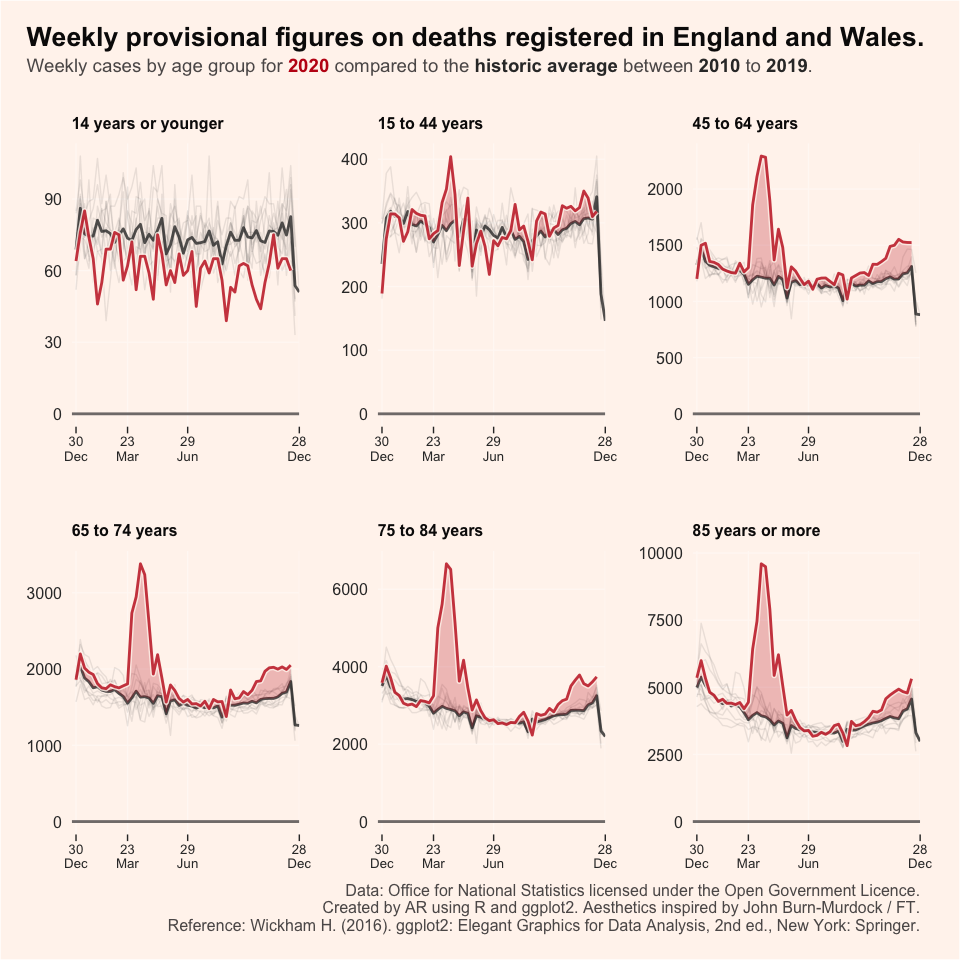 Weekly provisional figures on deaths registered in England and Wales.
Weekly cases by age group for 2020 compared to the historic average between 2010 to 2019.
14 years or younger
90
60
30
0
30 23 29 28
Dec Mar Jun Dec
15 to 44 years
400
300
200
100
0
30 23 29 28
Dec Mar Jun Dec
45 to 64 years
2000
1500
1000
500
0
30 23 29 28
Dec Mar Jun Dec
65 to 74 years
3000
2000
1000
0
30 23 29 28
Dec Mar Jun Dec
75 to 84 years
6000
4000
2000
0
30 23 29 28
Dec Mar Jun Dec
85 years or more
10000
7500
5000
2500
0
30 23 29 28
Dec Mar Jun Dec
Data: Office for National Statistics licensed under the Open Government Licence.
Created by AR using R and ggplot2. Aesthetics inspired by John Burn-Murdock / FT.
Reference: Wickham H. (2016). ggplot2: Elegant Graphics for Data Analysis, 2nd ed., New York: Springer.